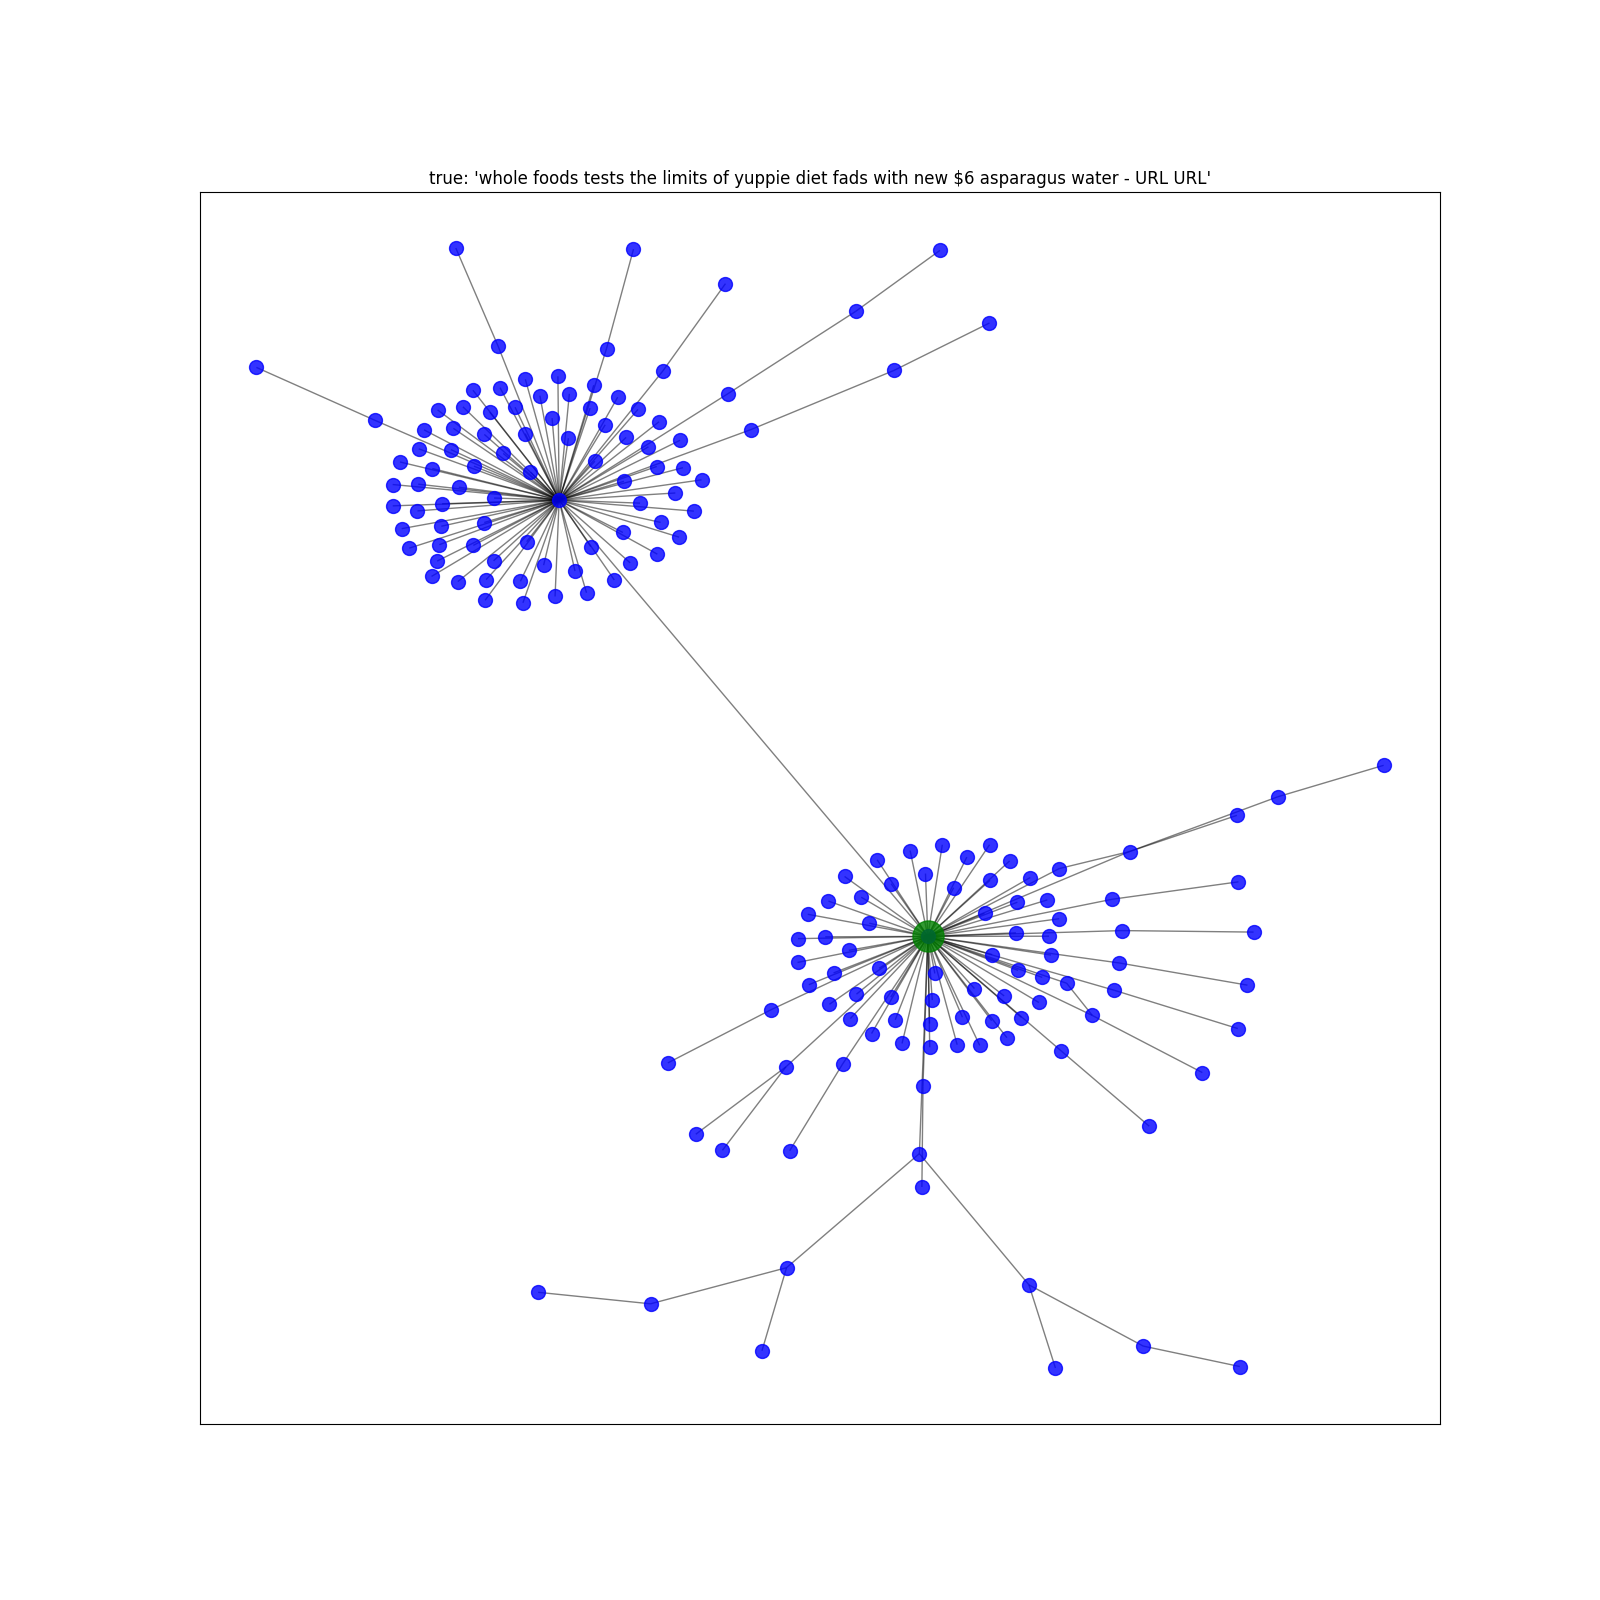 true: 'whole foods tests the limits of yuppie diet fads with new $6 asparagus water - URL URL'